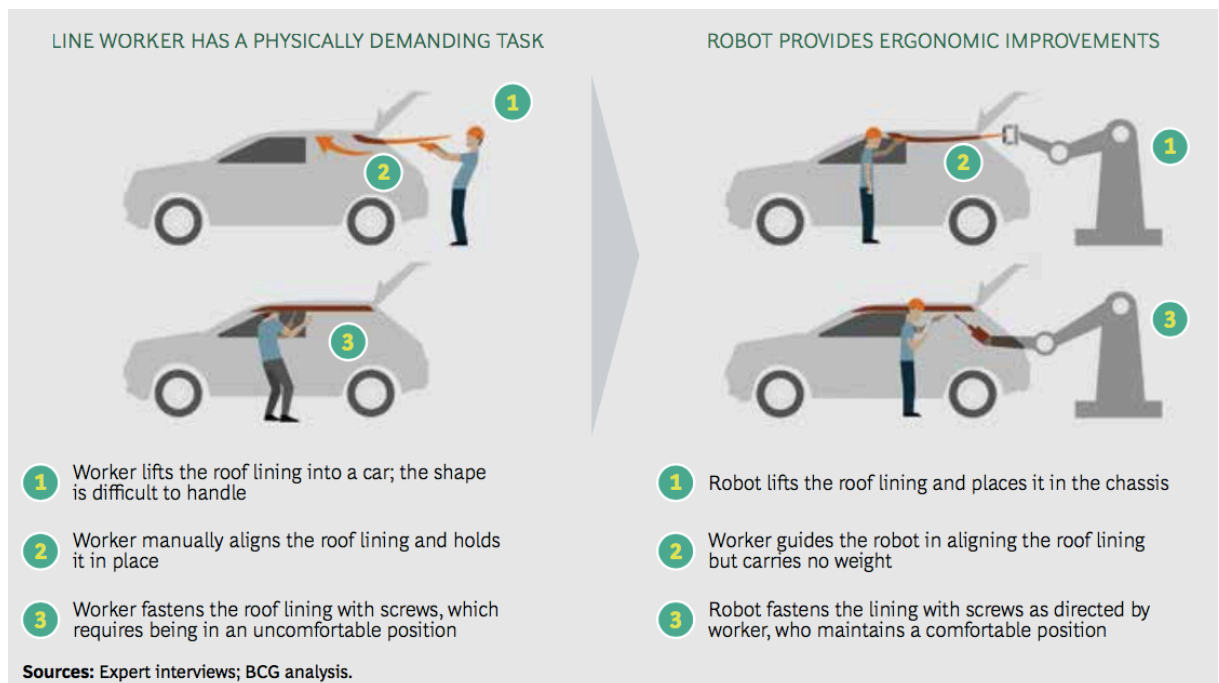 LINE WORKER HAS A PHYSICALLY DEMANDING TASK
1
2
3
1
Worker lifts the roof lining into a car; the shape
is difficult to handle
2
Worker manually aligns the roof lining and holds
it in place
3
Worker fastens the roof lining with screws, which
requires being in an uncomfortable position
ROBOT PROVIDES ERGONOMIC IMPROVEMENTS
1
2
3
1
Robot lifts the roof lining and places it in the chassis
2
Worker guides the robot in aligning the roof lining
but carries no weight
3
Robot fastens the lining with screws as directed by
worker, who maintains a comfortable position
Sources: Expert interviews; BCG analysis.